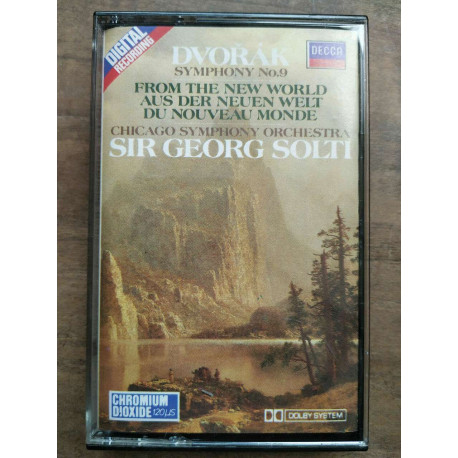 DIGITAL
RECORDING
DECCA
DVOŘÁK
SYMPHONY No.9
FROM THE NEW WORLD
AUS DER NEUEN WELT
DU NOUVEAU MONDE
CHICAGO SYMPHONY ORCHESTRA
SIR GEORG SOLTI
CHROMIUM
DIOXIDE 120µS
DOLBY SYSTEM